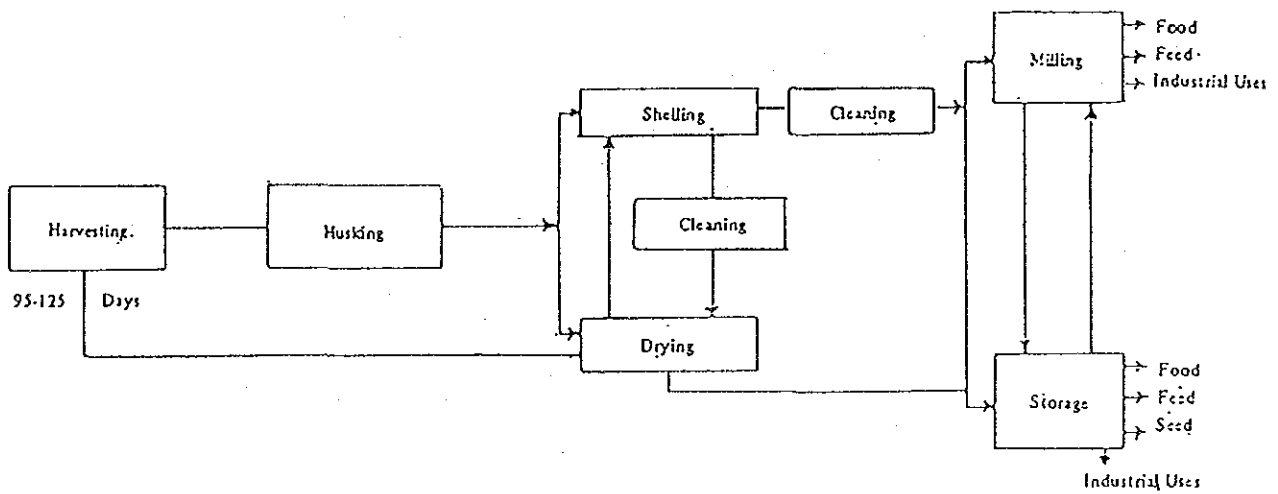 Food
Feed
Industrial Uses
Milling
Shelling
Cleaning
Harvesting
Husking
Cleaning
95-125 Days
Drying
Storage
Food
Feed
Seed
Industrial Uses